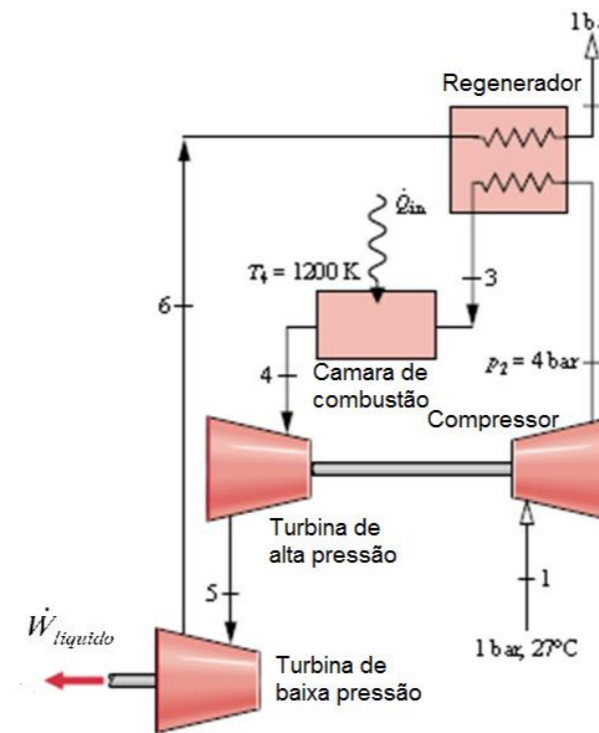 1b
Regenerador
Q̇in
T4 = 1200 K
3
6
Camara de
combustão
4
p2 = 4 bar
Compressor
Turbina de
alta pressão
5
1
Ẇliquido
Turbina de
baixa pressão
1 bar, 27°C